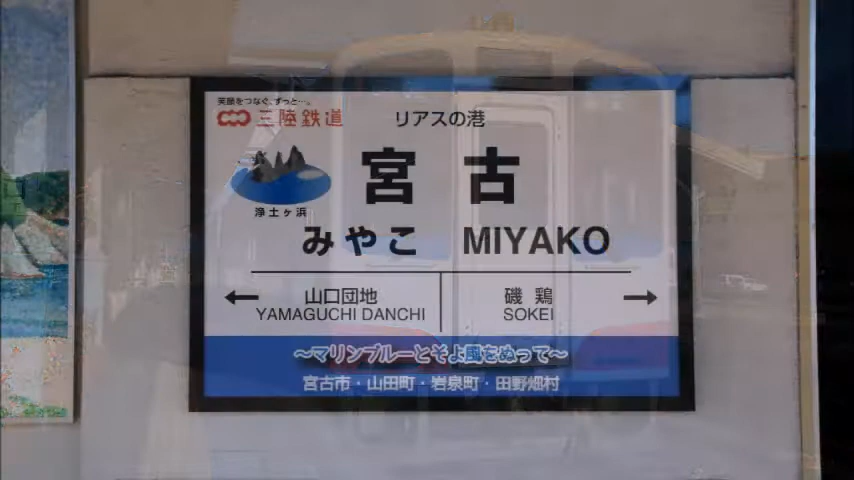 笑顔をつなぐ、ずっと…。
三陸鉄道
リアスの港
浄土ヶ浜
宮古
みやこ MIYAKO
← 山口団地 磯鶏 →
YAMAGUCHI DANCHI SOKEI
〜マリンブルーとそよ風をぬって〜
宮古市・山田町・岩泉町・田野畑村